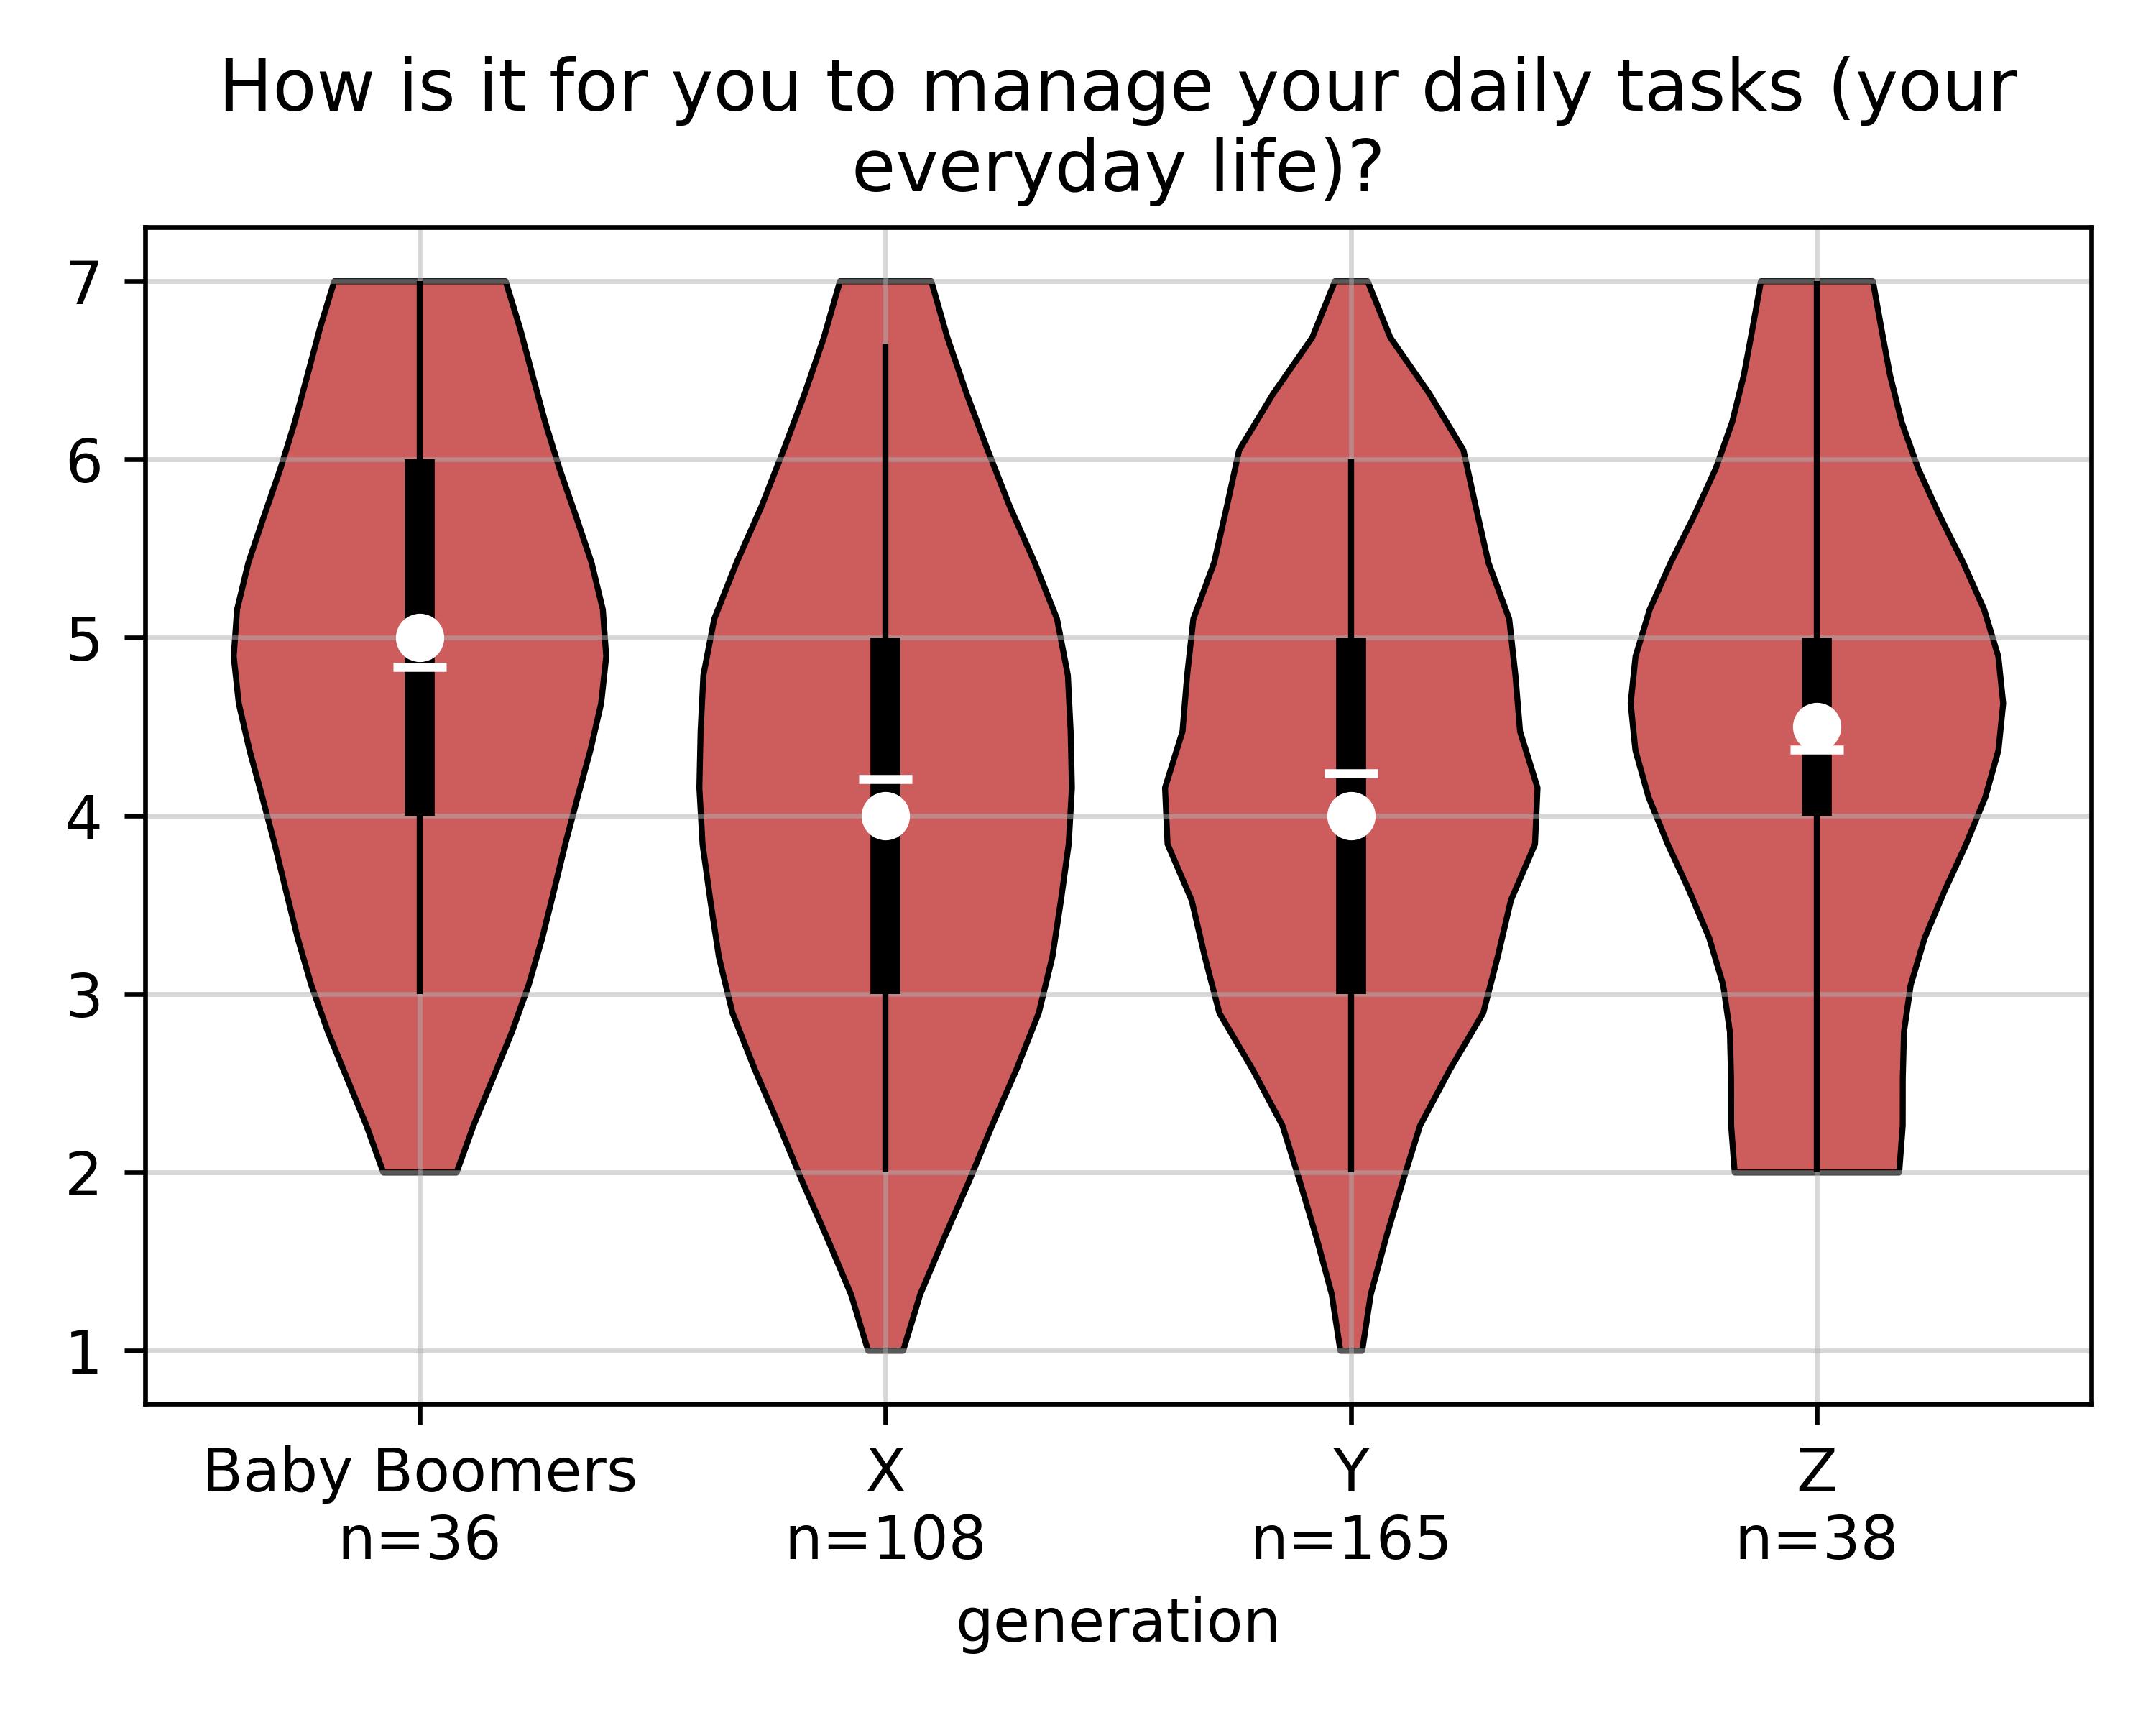 How is it for you to manage your daily tasks (your
everyday life)?
7
6
5
4
3
2
1
Baby Boomers
n=36
X
n=108
Y
n=165
Z
n=38
generation